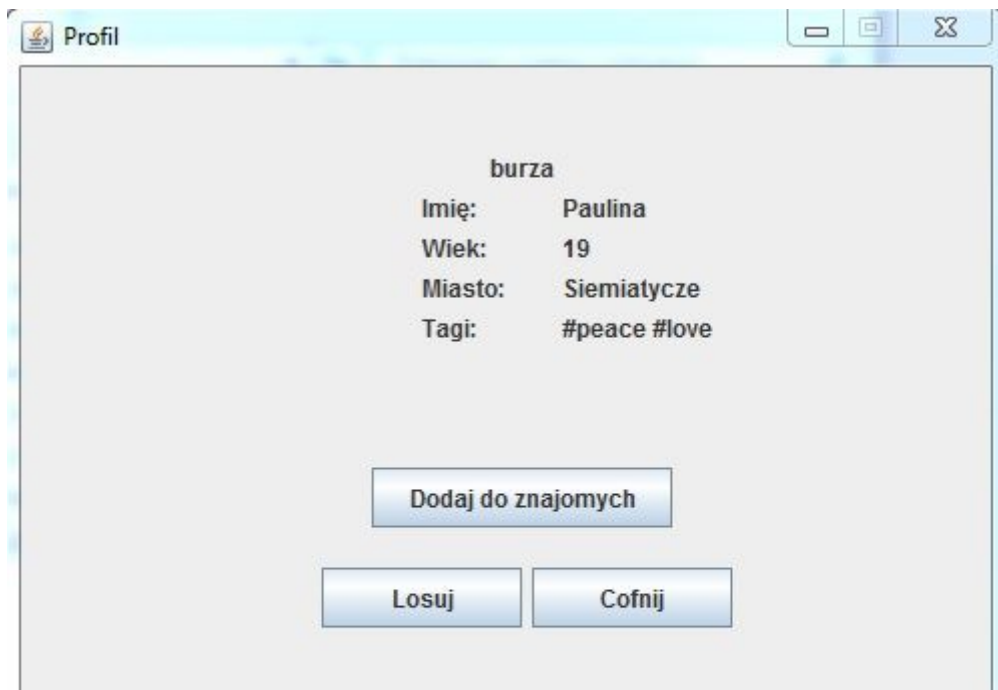 Profil
burza
Imię: Paulina
Wiek: 19
Miasto: Siemiatycze
Tagi: #peace #love
Dodaj do znajomych
Losuj Cofnij